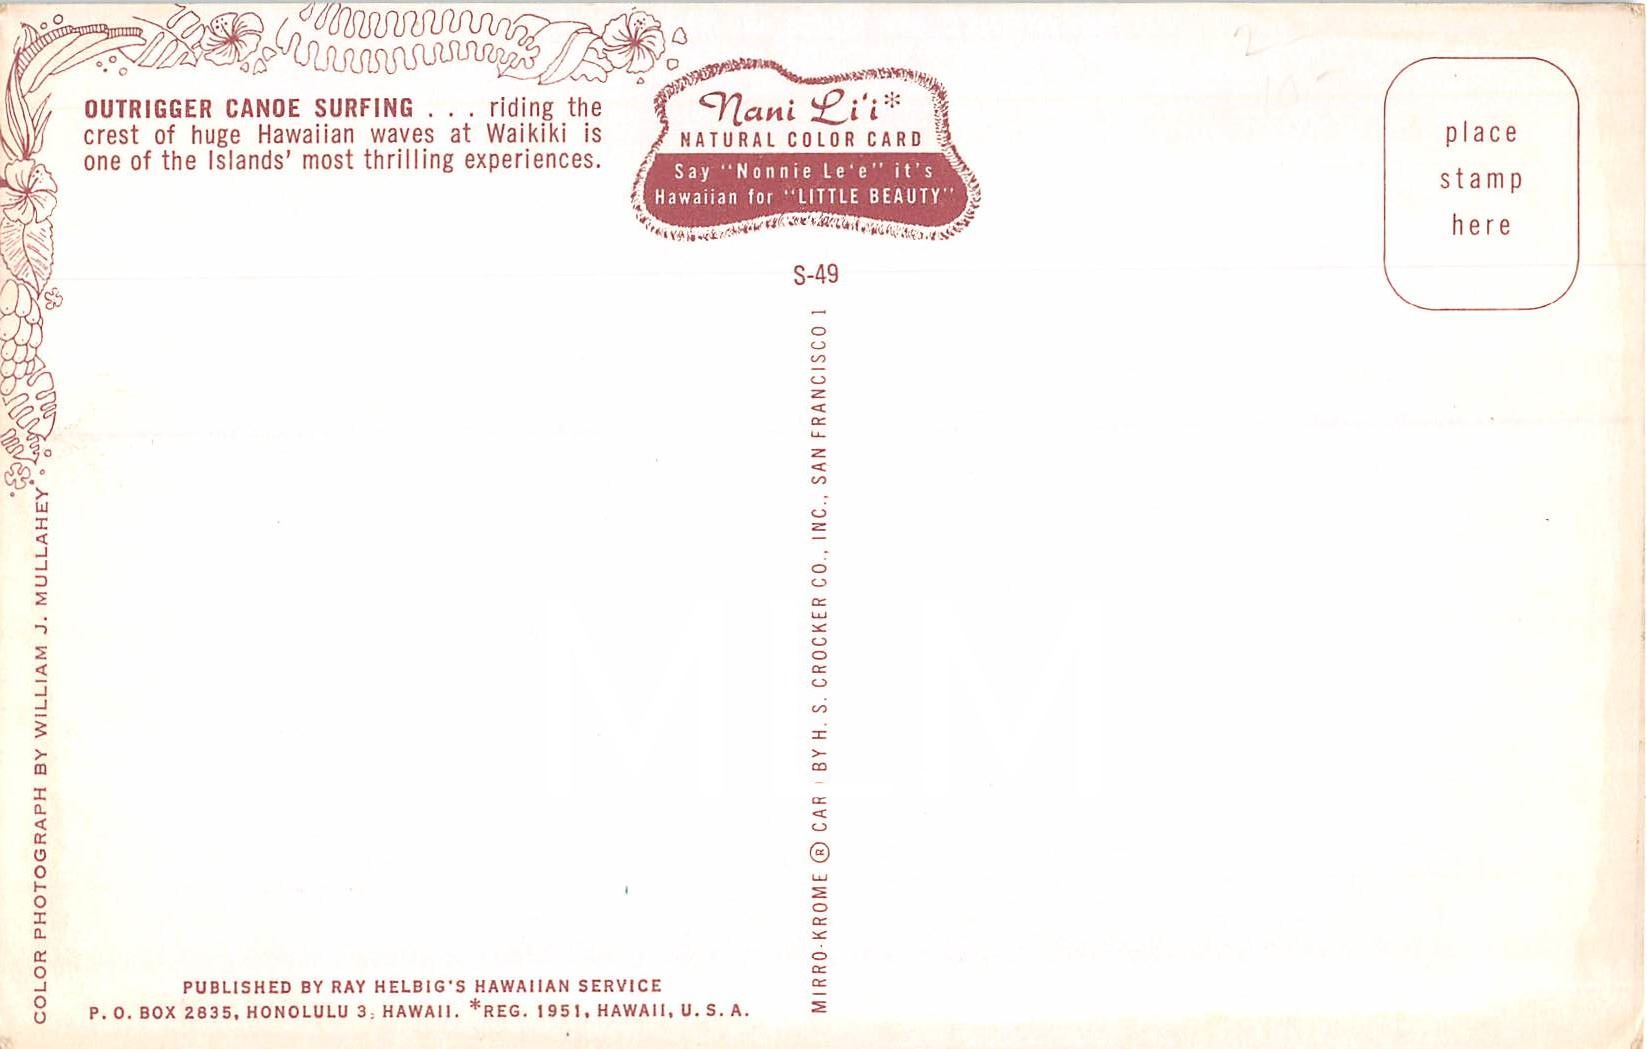 OUTRIGGER CANOE SURFING . . . riding the
crest of huge Hawaiian waves at Waikiki is
one of the Islands' most thrilling experiences.
Nani Li'i*
NATURAL COLOR CARD
Say "Nonnie Le'e" it's
Hawaiian for "LITTLE BEAUTY"
place
stamp
here
S-49
MIRRO-KROME ® CAR BY H. S. CROCKER CO., INC., SAN FRANCISCO 1
COLOR PHOTOGRAPH BY WILLIAM J. MULLAHEY
MLM
PUBLISHED BY RAY HELBIG'S HAWAIIAN SERVICE
P. O. BOX 2835, HONOLULU 3, HAWAII. *REG. 1951, HAWAII, U. S. A.